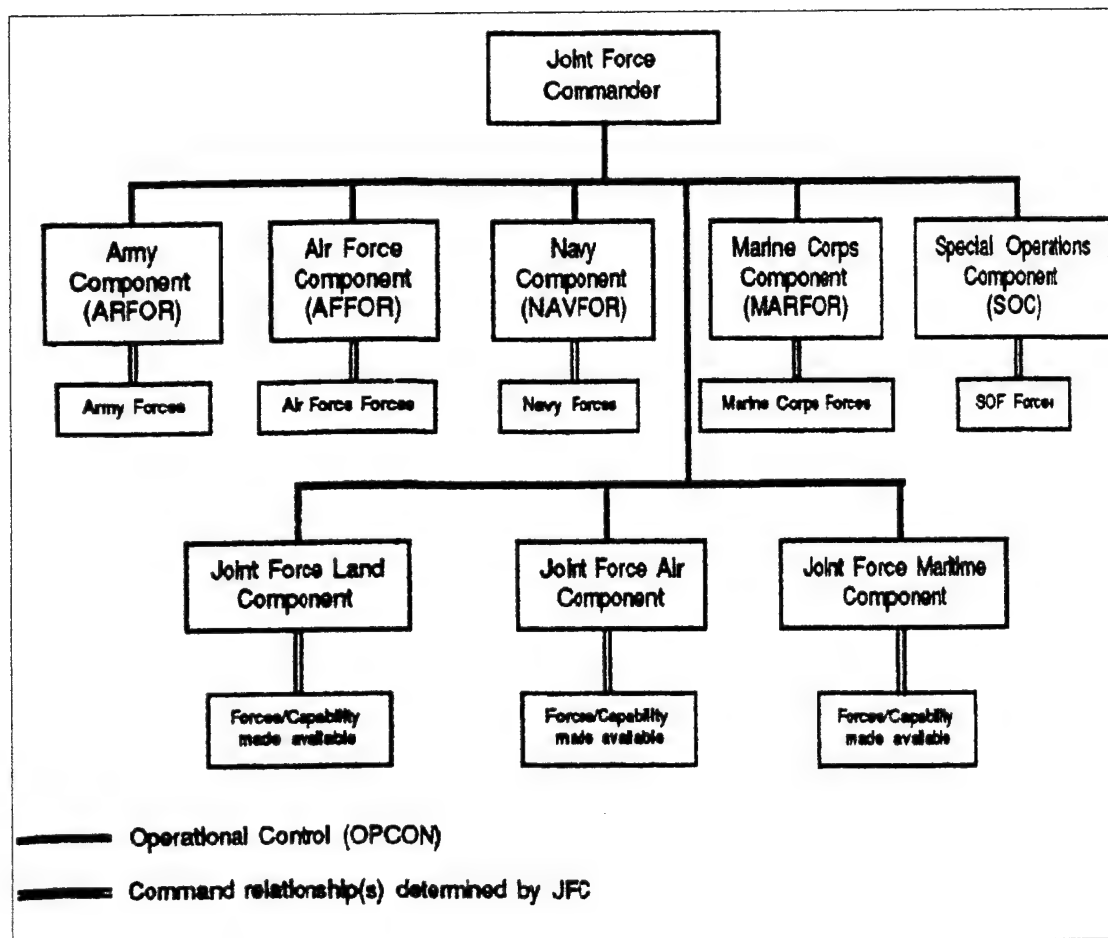 Joint Force
Commander
Army
Component
(ARFOR)
Air Force
Component
(AFFOR)
Navy
Component
(NAVFOR)
Marine Corps
Component
(MARFOR)
Special Operations
Component
(SOC)
Army Forces
Air Force Forces
Navy Forces
Marine Corps Forces
SOF Forces
Joint Force Land
Component
Joint Force Air
Component
Joint Force Maritime
Component
Forces/Capability
made available
Forces/Capability
made available
Forces/Capability
made available
Operational Control (OPCON)
Command relationship(s) determined by JFC